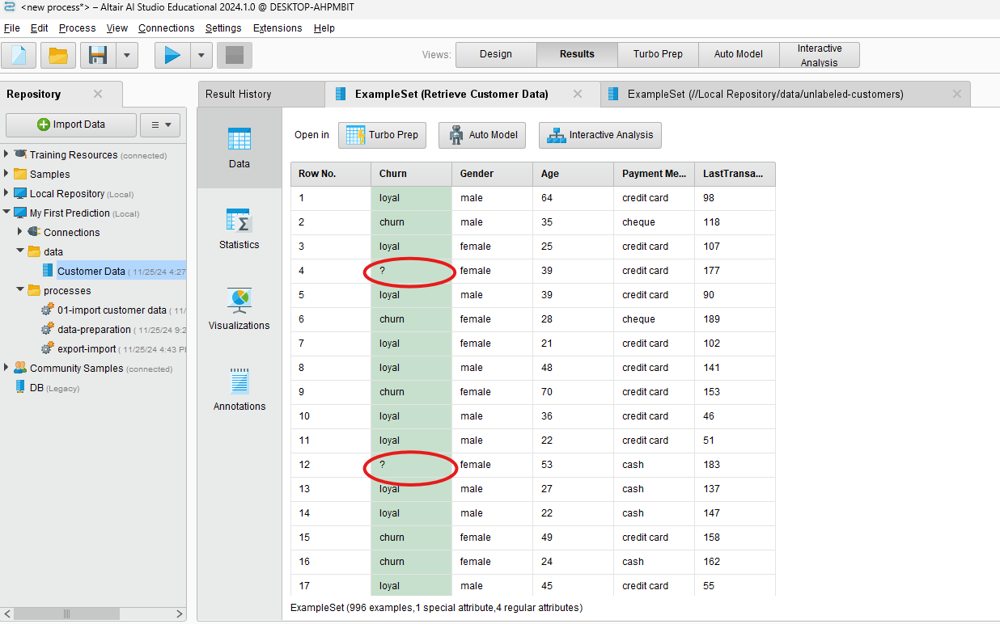 <new process*> – Altair AI Studio Educational 2024.1.0 @ DESKTOP-AHPMBIT
File Edit Process View Connections Settings Extensions Help
Views: Design Results Turbo Prep Auto Model Interactive Analysis
Repository
Import Data
Training Resources (connected)
Samples
Local Repository (Local)
My First Prediction (Local)
Connections
data
Customer Data ( 11/25/24 4:27
processes
01-import customer data ( 11/
data-preparation ( 11/25/24 9:2
export-import ( 11/25/24 4:43 PM
Community Samples (connected)
DB (Legacy)
Result History
ExampleSet (Retrieve Customer Data)
ExampleSet (//Local Repository/data/unlabeled-customers)
Data
Statistics
Visualizations
Annotations
Open in Turbo Prep Auto Model Interactive Analysis
Row No. Churn Gender Age Payment Me... LastTransa...
1 loyal male 64 credit card 98
2 churn male 35 cheque 118
3 loyal female 25 credit card 107
4 ? female 39 credit card 177
5 loyal male 39 credit card 90
6 churn female 28 cheque 189
7 loyal female 21 credit card 102
8 loyal male 48 credit card 141
9 churn female 70 credit card 153
10 loyal male 36 credit card 46
11 loyal male 22 credit card 51
12 ? female 53 cash 183
13 loyal male 27 cash 137
14 loyal male 22 cash 147
15 churn female 49 credit card 158
16 churn female 24 cash 162
17 loyal male 45 credit card 55
ExampleSet (996 examples,1 special attribute,4 regular attributes)